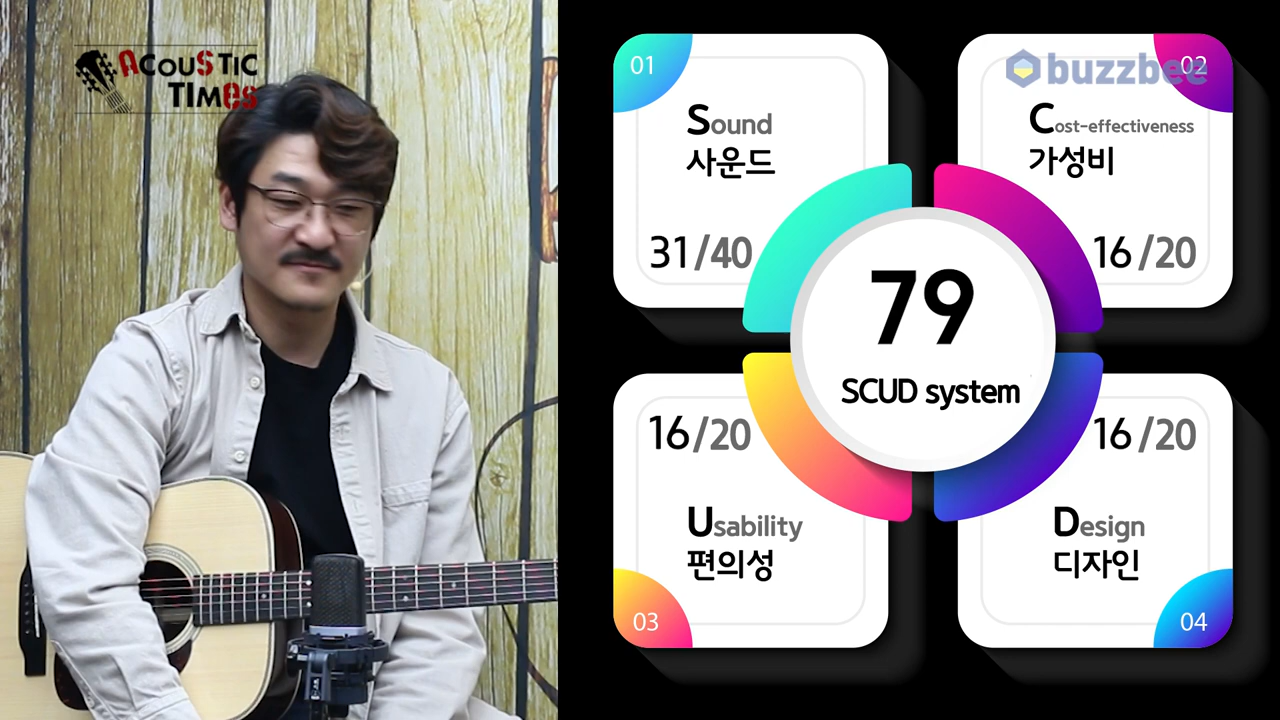 ACOUSTIC
TIMES
01
Sound
사운드
31/40
buzzbee
02
Cost-effectiveness
가성비
16/20
79
SCUD system
16/20
Usability
편의성
03
16/20
Design
디자인
04